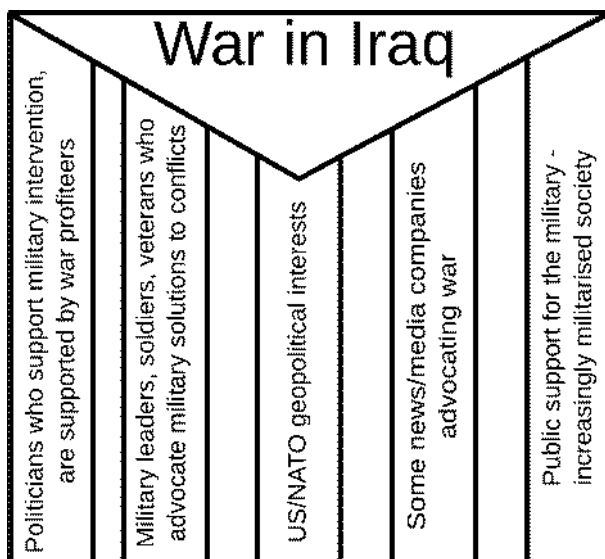 War in Iraq
Politicians who support military intervention,
are supported by war profiteers
Military leaders, soldiers, veterans who
advocate military solutions to conflicts
US/NATO geopolitical interests
Some news/media companies
advocating war
Public support for the military -
increasingly militarised society